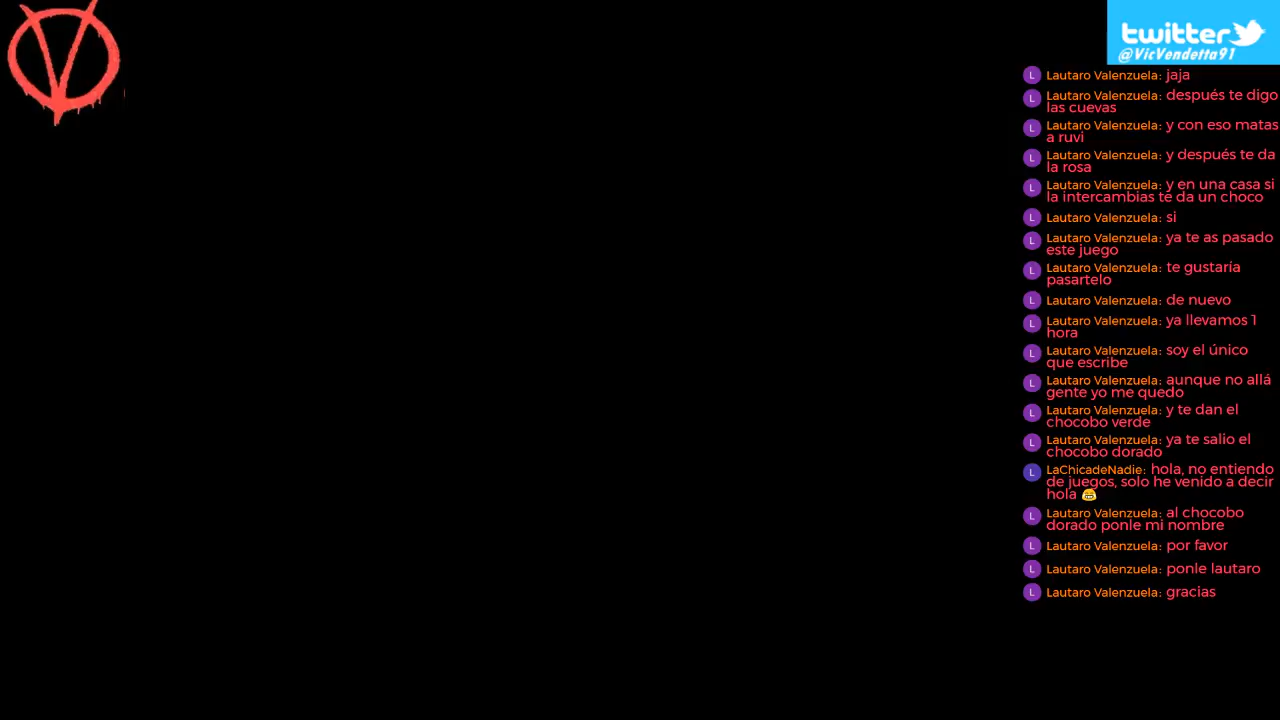 twitter
@VicVendetta91
L Lautaro Valenzuela: jaja
L Lautaro Valenzuela: después te digo
las cuevas
L Lautaro Valenzuela: y con eso matas
a ruvi
L Lautaro Valenzuela: y después te da
la rosa
L Lautaro Valenzuela: y en una casa si
la intercambias te da un choco
L Lautaro Valenzuela: si
L Lautaro Valenzuela: ya te as pasado
este juego
L Lautaro Valenzuela: te gustaría
pasartelo
L Lautaro Valenzuela: de nuevo
L Lautaro Valenzuela: ya llevamos 1
hora
L Lautaro Valenzuela: soy el único
que escribe
L Lautaro Valenzuela: aunque no allá
gente yo me quedo
L Lautaro Valenzuela: y te dan el
chocobo verde
L Lautaro Valenzuela: ya te salio el
chocobo dorado
L LaChicadeNadie: hola, no entiendo
de juegos, solo he venido a decir
hola 😂
L Lautaro Valenzuela: al chocobo
dorado ponle mi nombre
L Lautaro Valenzuela: por favor
L Lautaro Valenzuela: ponle lautaro
L Lautaro Valenzuela: gracias